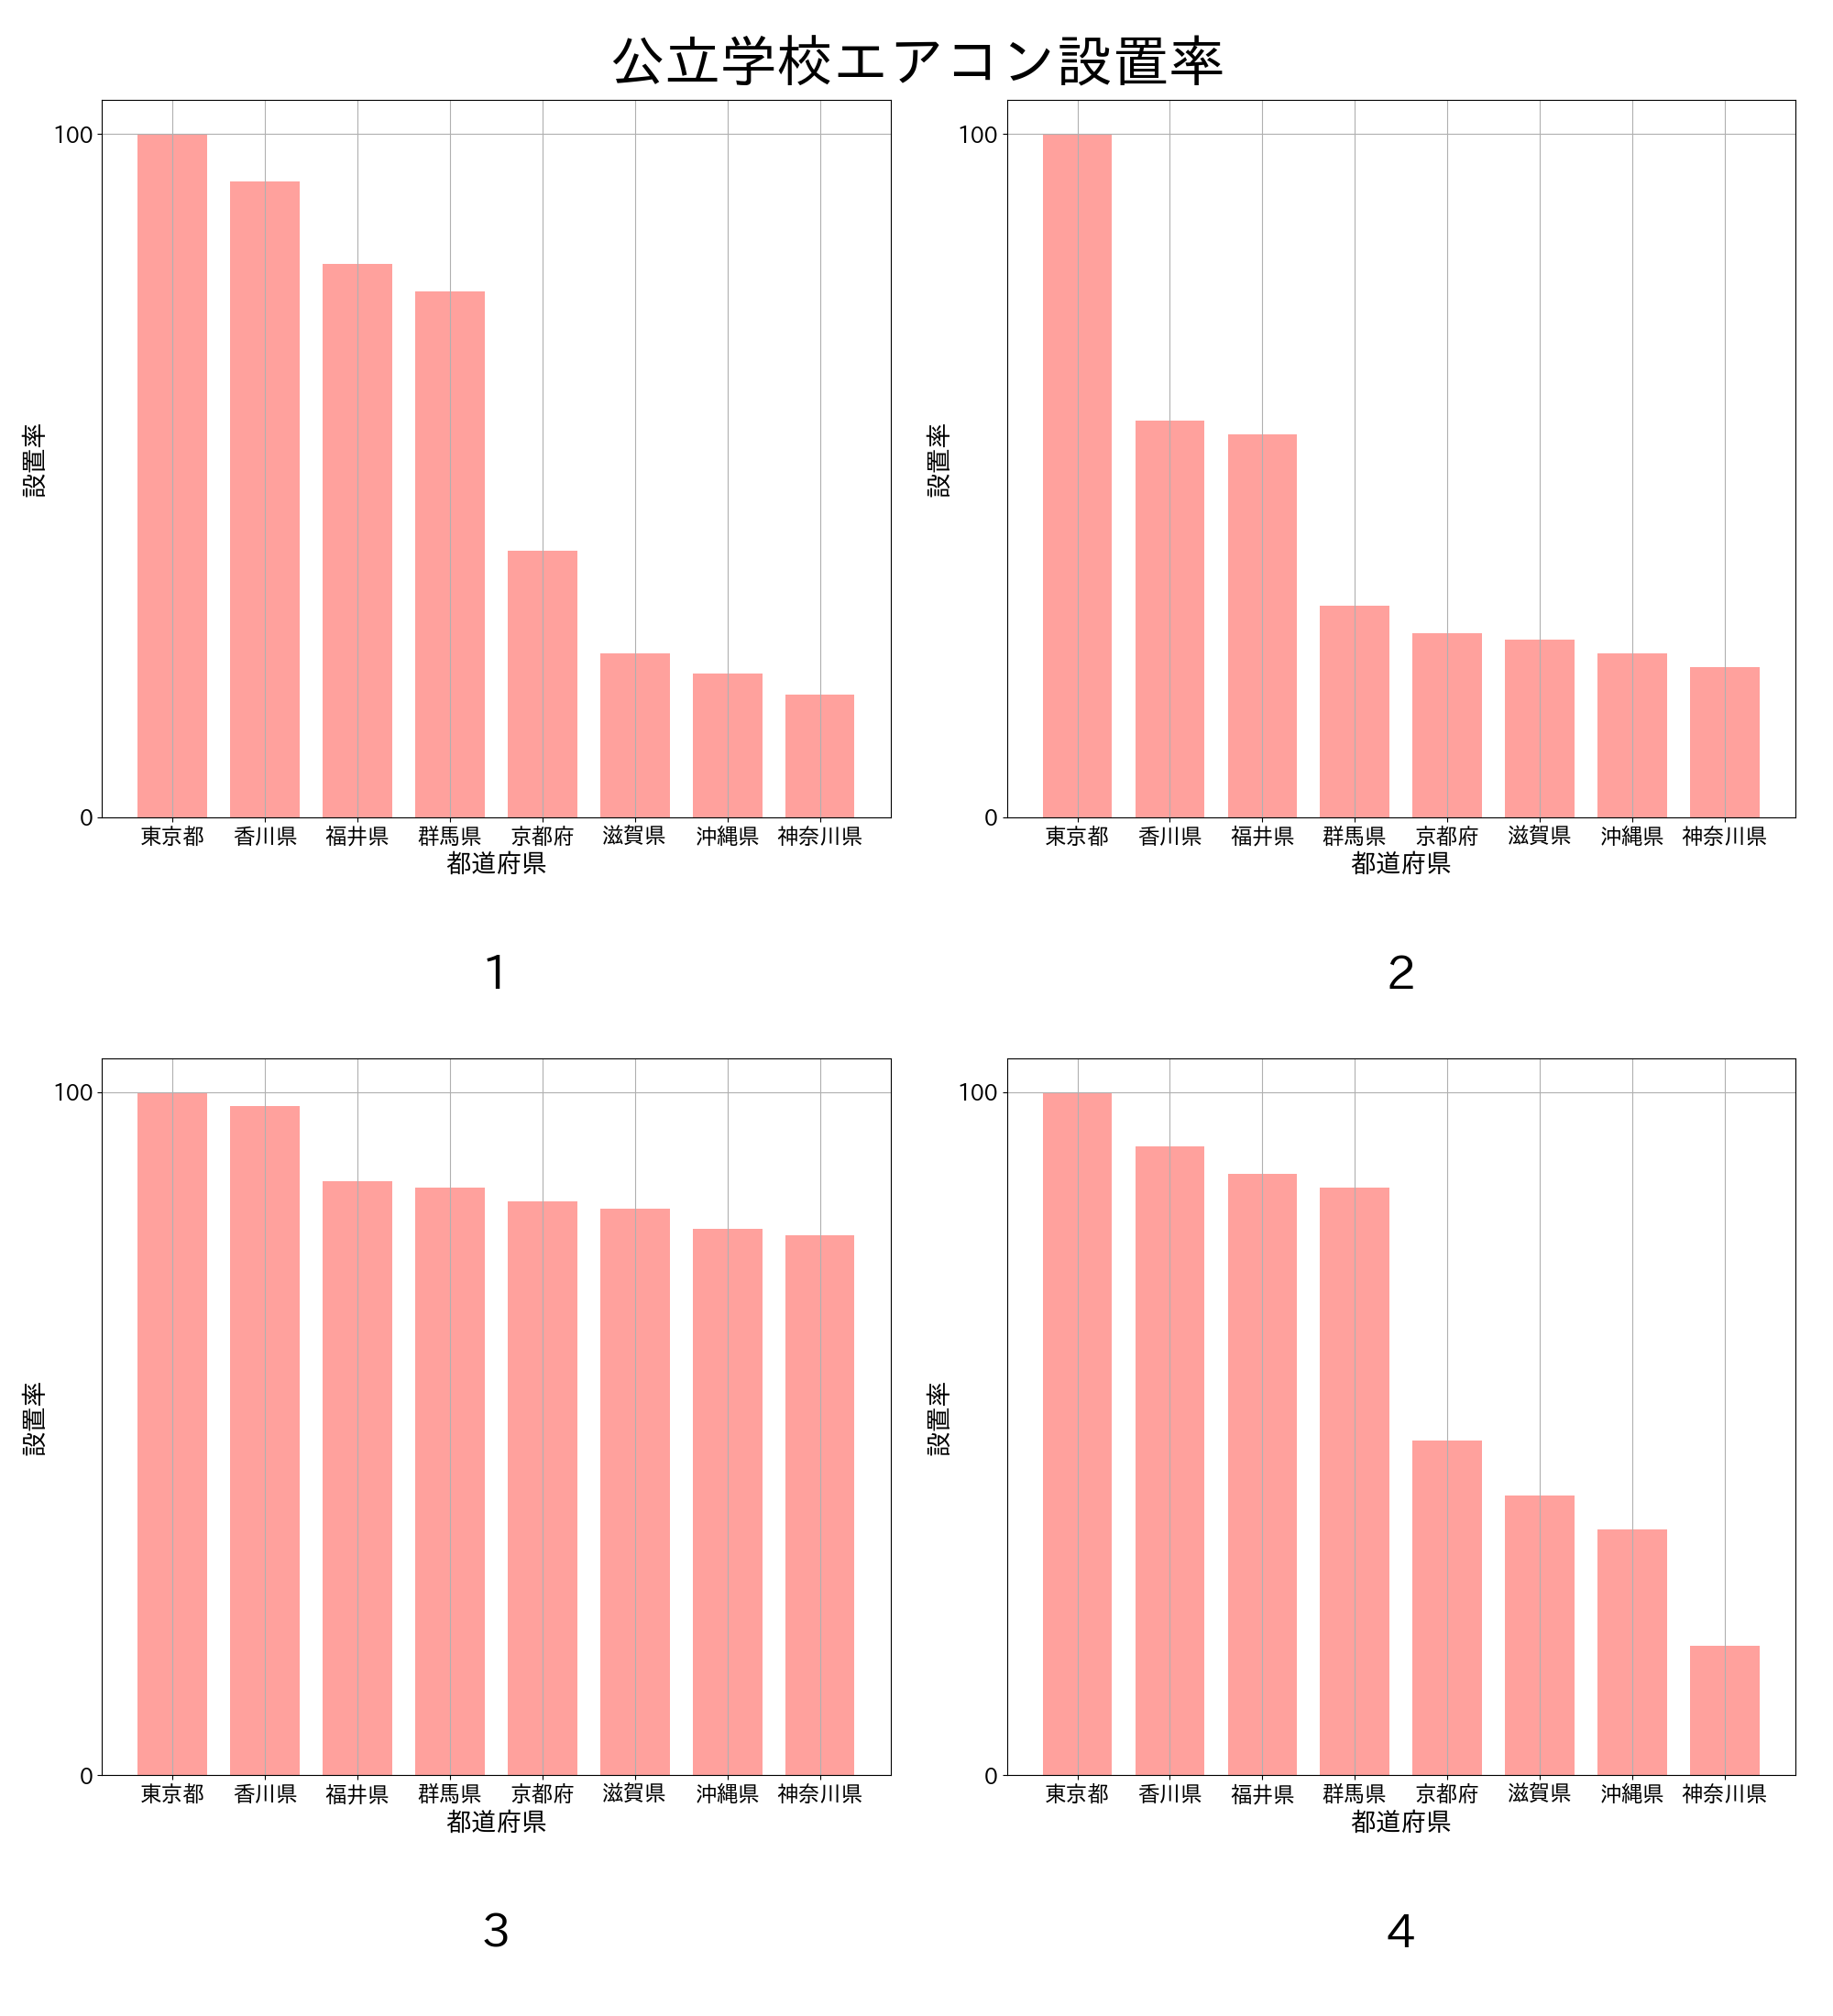 公立学校エアコン設置率
100
設置率
0
東京都 香川県 福井県 群馬県 京都府 滋賀県 沖縄県 神奈川県
都道府県
1
100
設置率
0
東京都 香川県 福井県 群馬県 京都府 滋賀県 沖縄県 神奈川県
都道府県
2
100
設置率
0
東京都 香川県 福井県 群馬県 京都府 滋賀県 沖縄県 神奈川県
都道府県
3
100
設置率
0
東京都 香川県 福井県 群馬県 京都府 滋賀県 沖縄県 神奈川県
都道府県
4